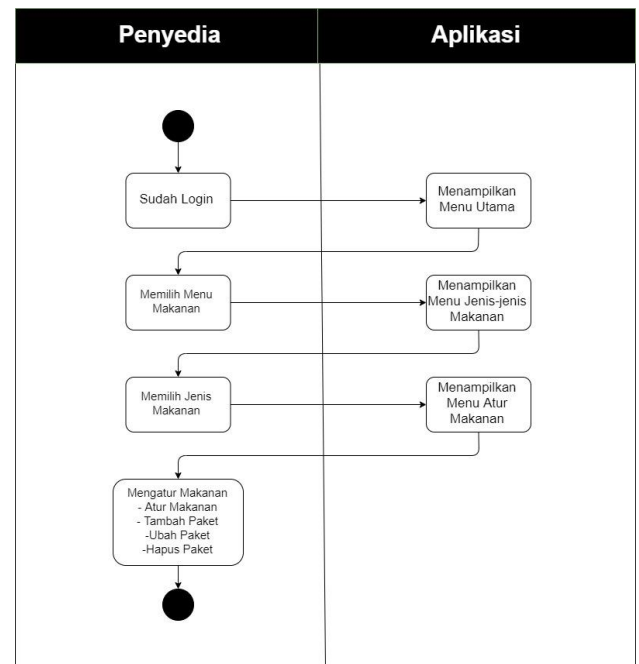 Penyedia
Aplikasi
Sudah Login
Menampilkan
Menu Utama
Memilih Menu
Makanan
Menampilkan
Menu Jenis-jenis
Makanan
Memilih Jenis
Makanan
Menampilkan
Menu Atur
Makanan
Mengatur Makanan
- Atur Makanan
- Tambah Paket
-Ubah Paket
-Hapus Paket